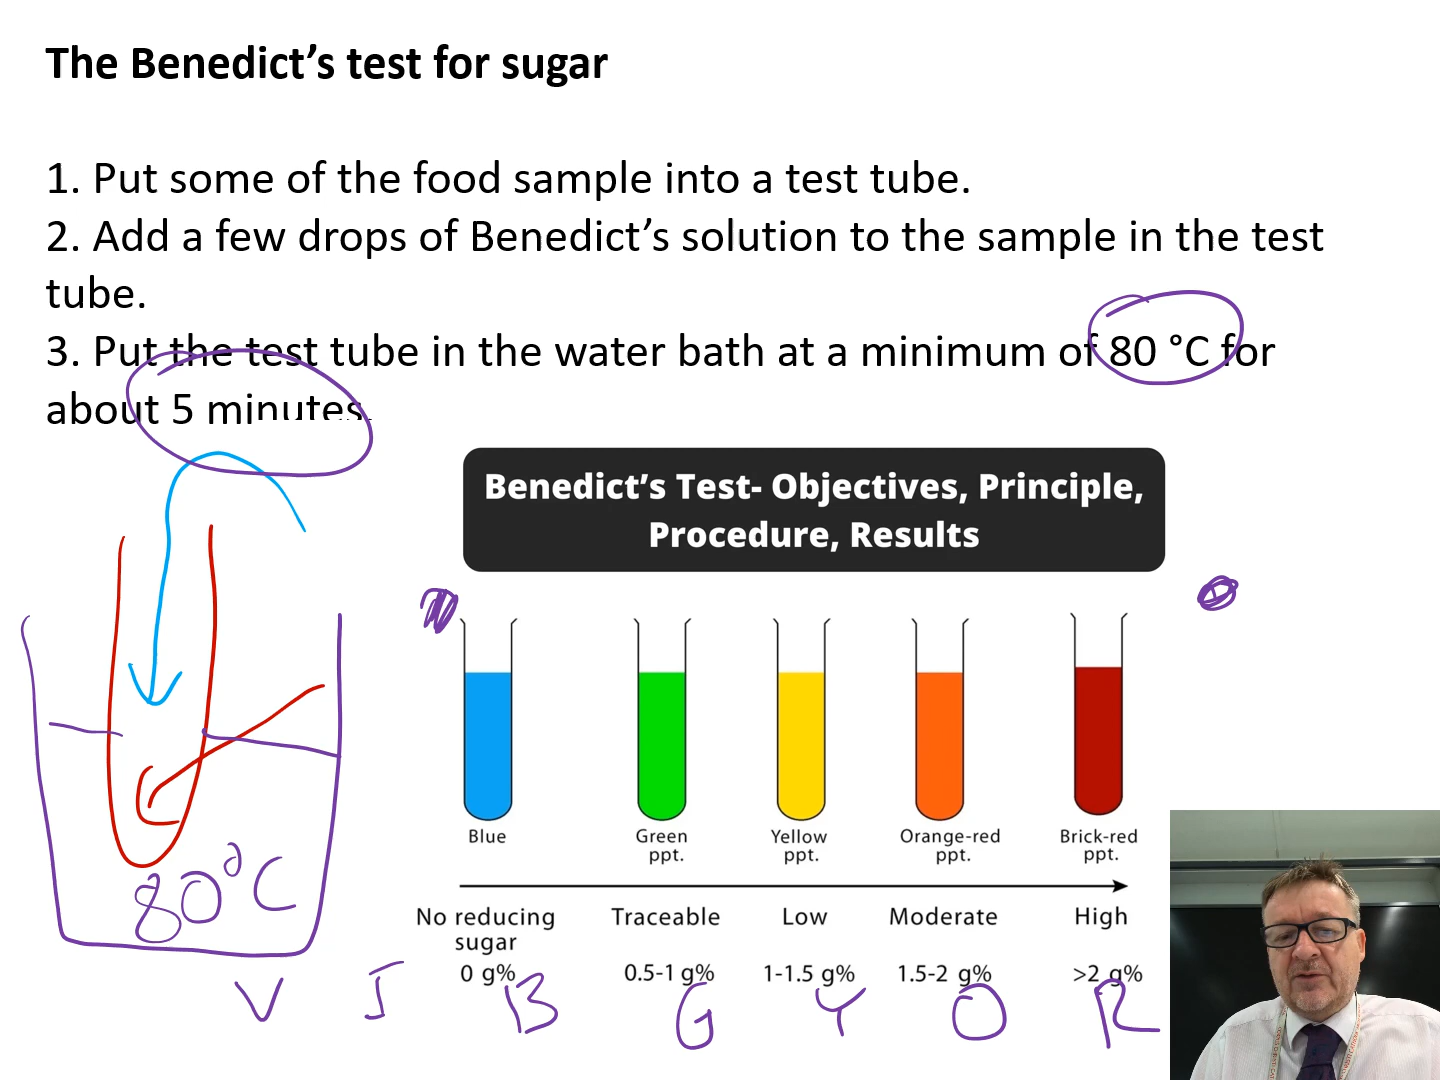 The Benedict’s test for sugar
1. Put some of the food sample into a test tube.
2. Add a few drops of Benedict’s solution to the sample in the test
tube.
3. Put the test tube in the water bath at a minimum of 80 °C for
about 5 minutes.
Benedict’s Test- Objectives, Principle,
Procedure, Results
Blue
Green
ppt.
Yellow
ppt.
Orange-red
ppt.
Brick-red
ppt.
80°C
No reducing
sugar
Traceable
Low
Moderate
High
0 g%
0.5-1 g%
1-1.5 g%
1.5-2 g%
>2 g%
V I B G Y O R